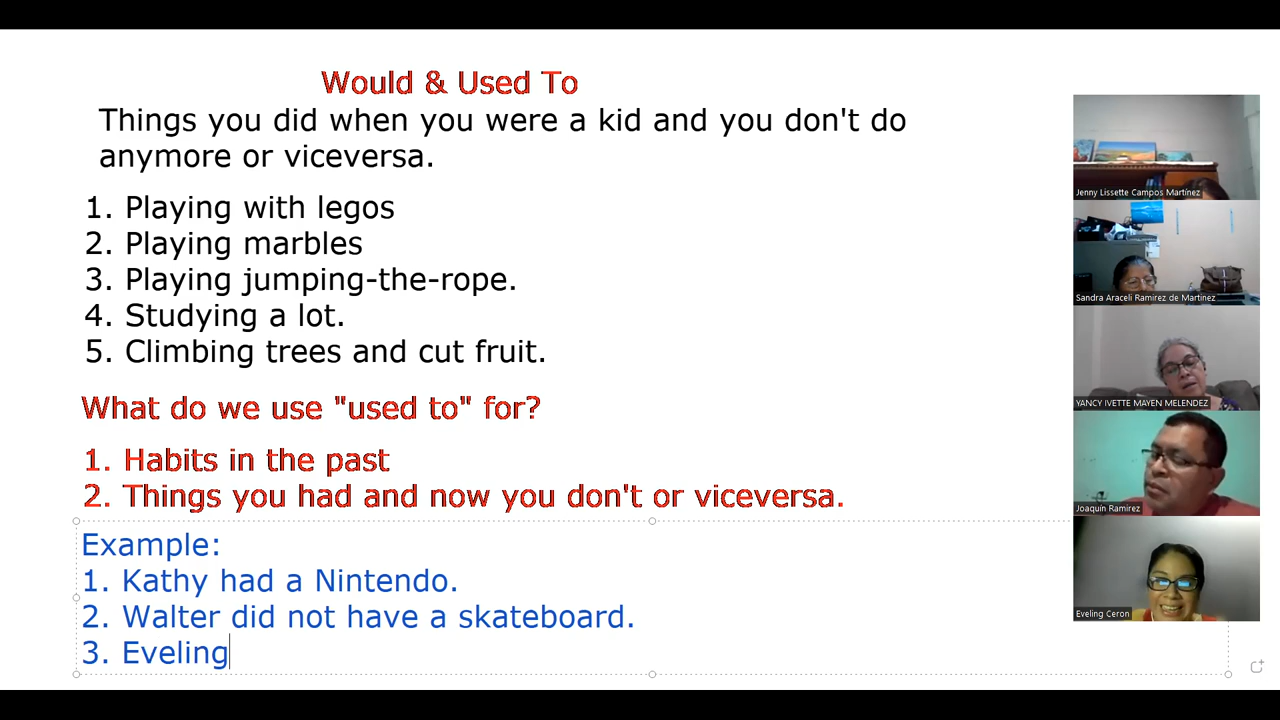 Would & Used To
Things you did when you were a kid and you don't do
anymore or viceversa.
1. Playing with legos
2. Playing marbles
3. Playing jumping-the-rope.
4. Studying a lot.
5. Climbing trees and cut fruit.
What do we use "used to" for?
1. Habits in the past
2. Things you had and now you don't or viceversa.
Example:
1. Kathy had a Nintendo.
2. Walter did not have a skateboard.
3. Eveling
Jenny Lissette Campos Martínez
Sandra Araceli Ramirez de Martinez
YANCY IVETTE MAYEN MELENDEZ
Joaquín Ramírez
Eveling Ceron